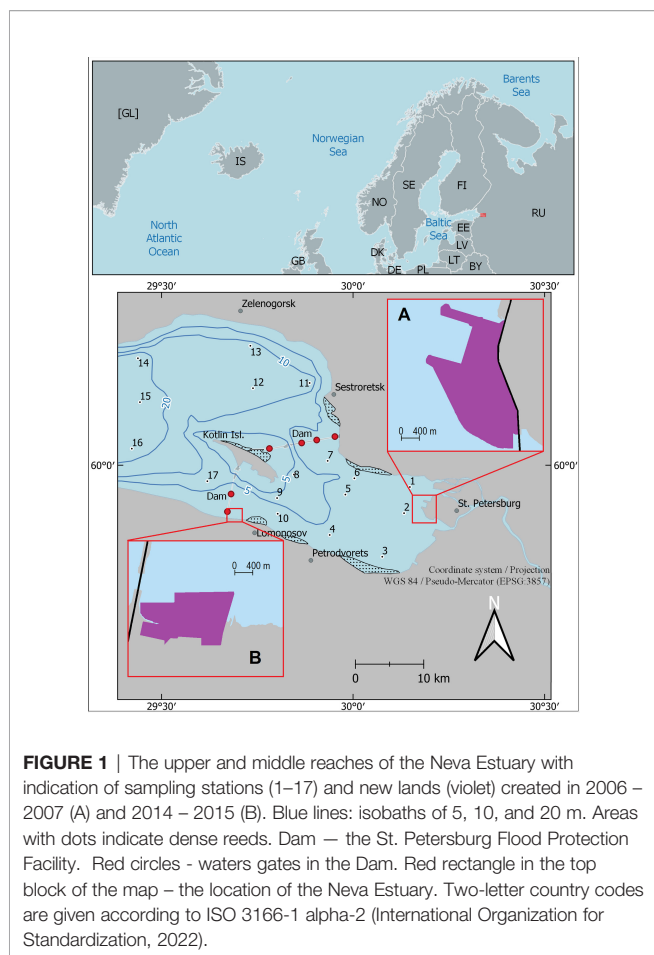 Barents
Sea
[GL]
Norwegian
Sea
IS
SE
FI
NO
RU
North
Atlantic
Ocean
Baltic
Sea
EE
LV
DK
LT
GB
BY
DE
PL
29°30'
30°0'
30°30'
Zelenogorsk
A
13
10
14
12
11
Sestroretsk
15
20
0 400 m
Kotlin Isl.
Dam
16
7
60°0'
60°0'
17
8
5
6
1
Dam
5
9
5
2
St. Petersburg
10
4
Lomonosov
3
Petrodvorets
Coordinate system / Projection
WGS 84 / Pseudo-Mercator (EPSG:3857)
0 400 m
N
B
0 10 km
29°30'
30°0'
30°30'
FIGURE 1 | The upper and middle reaches of the Neva Estuary with
indication of sampling stations (1–17) and new lands (violet) created in 2006 –
2007 (A) and 2014 – 2015 (B). Blue lines: isobaths of 5, 10, and 20 m. Areas
with dots indicate dense reeds. Dam — the St. Petersburg Flood Protection
Facility. Red circles - waters gates in the Dam. Red rectangle in the top
block of the map – the location of the Neva Estuary. Two-letter country codes
are given according to ISO 3166-1 alpha-2 (International Organization for
Standardization, 2022).